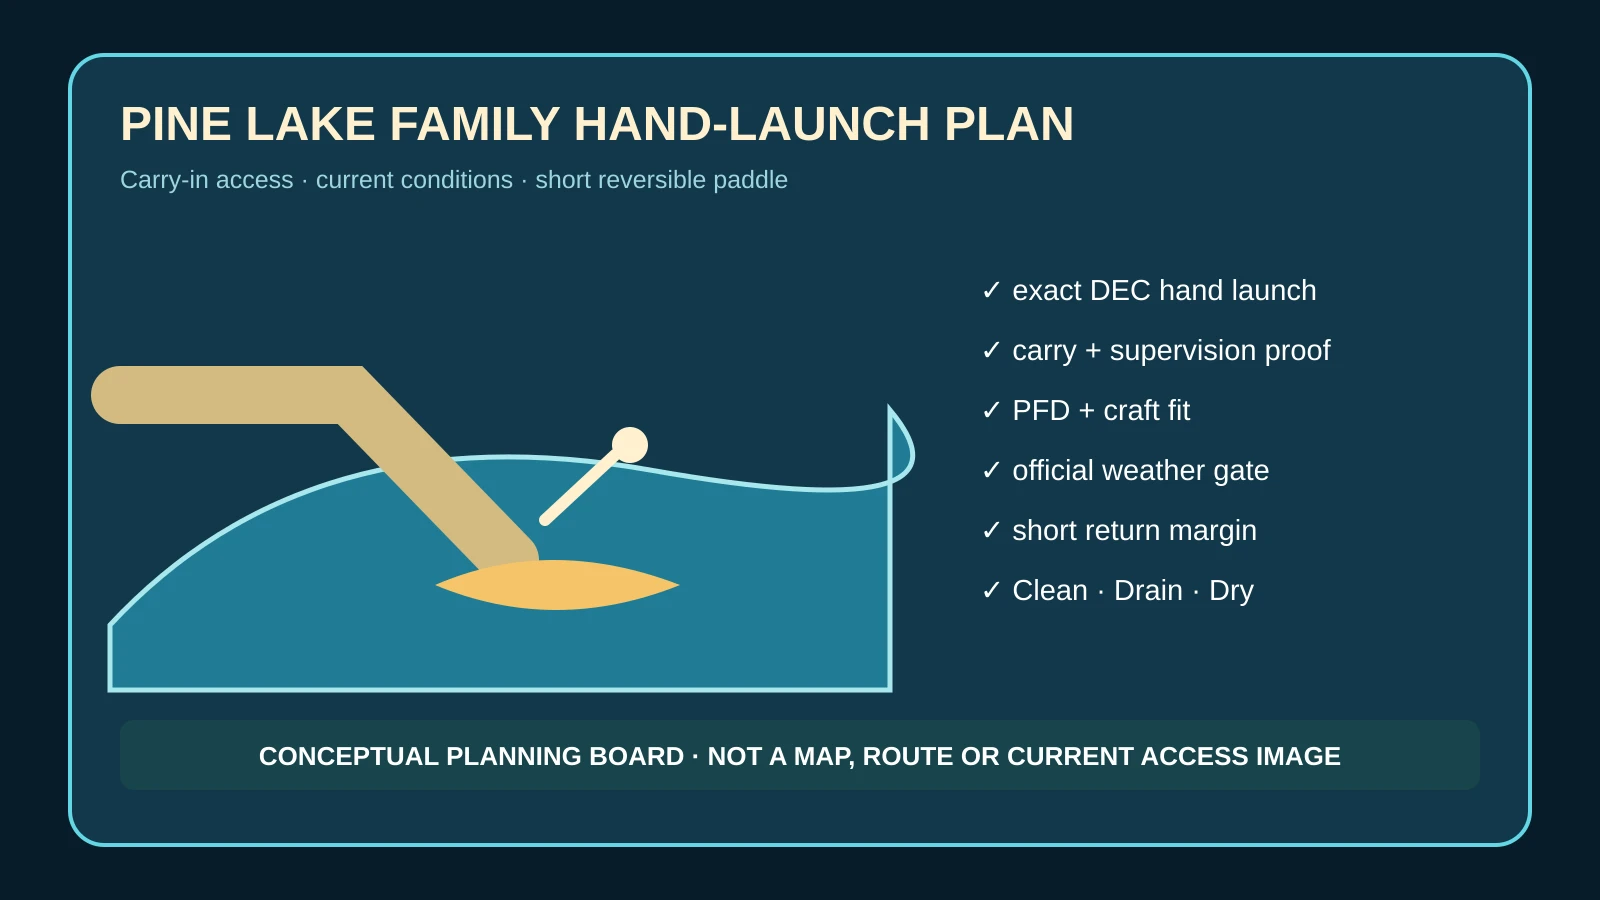 PINE LAKE FAMILY HAND-LAUNCH PLAN
Carry-in access · current conditions · short reversible paddle
✓ exact DEC hand launch
✓ carry + supervision proof
✓ PFD + craft fit
✓ official weather gate
✓ short return margin
✓ Clean · Drain · Dry
CONCEPTUAL PLANNING BOARD · NOT A MAP, ROUTE OR CURRENT ACCESS IMAGE